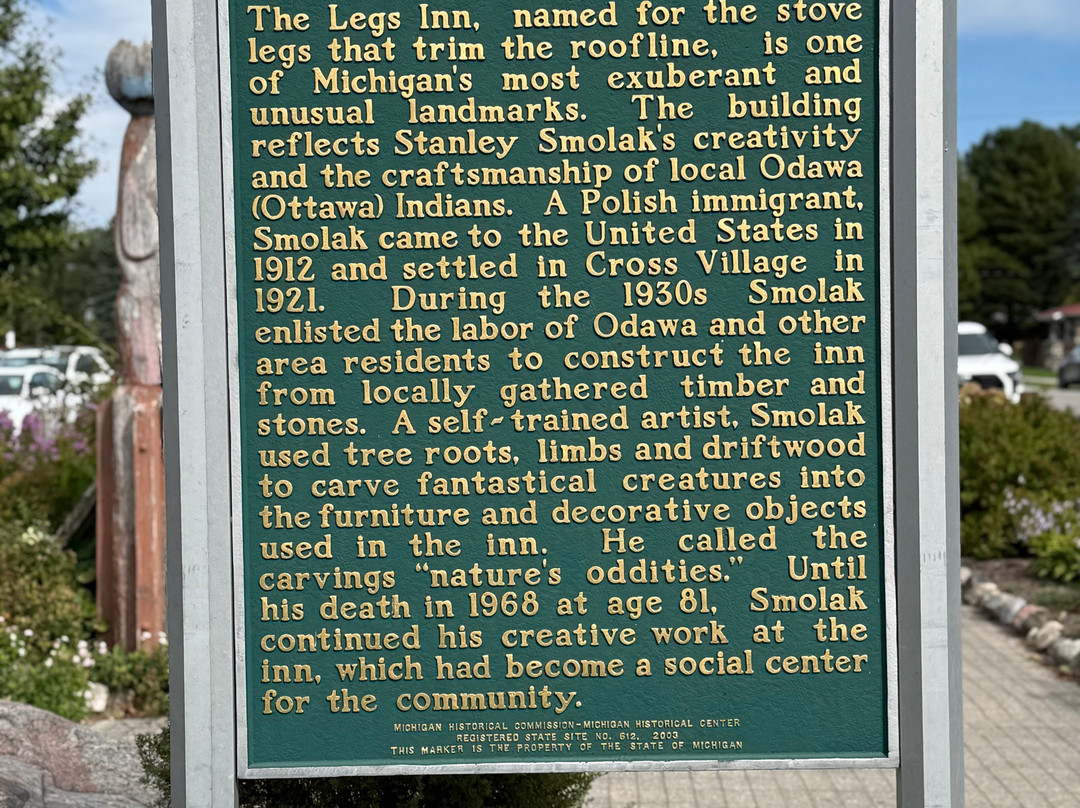 The Legs Inn, named for the stove
legs that trim the roofline, is one
of Michigan's most exuberant and
unusual landmarks. The building
reflects Stanley Smolak's creativity
and the craftsmanship of local Odawa
(Ottawa) Indians. A Polish immigrant,
Smolak came to the United States in
1912 and settled in Cross Village in
1921. During the 1930s Smolak
enlisted the labor of Odawa and other
area residents to construct the inn
from locally gathered timber and
stones. A self-trained artist, Smolak
used tree roots, limbs and driftwood
to carve fantastical creatures into
the furniture and decorative objects
used in the inn. He called the
carvings "nature's oddities." Until
his death in 1968 at age 81, Smolak
continued his creative work at the
inn, which had become a social center
for the community.
MICHIGAN HISTORICAL COMMISSION-MICHIGAN HISTORICAL CENTER
REGISTERED STATE SITE NO. 612, 2003
THIS MARKER IS THE PROPERTY OF THE STATE OF MICHIGAN